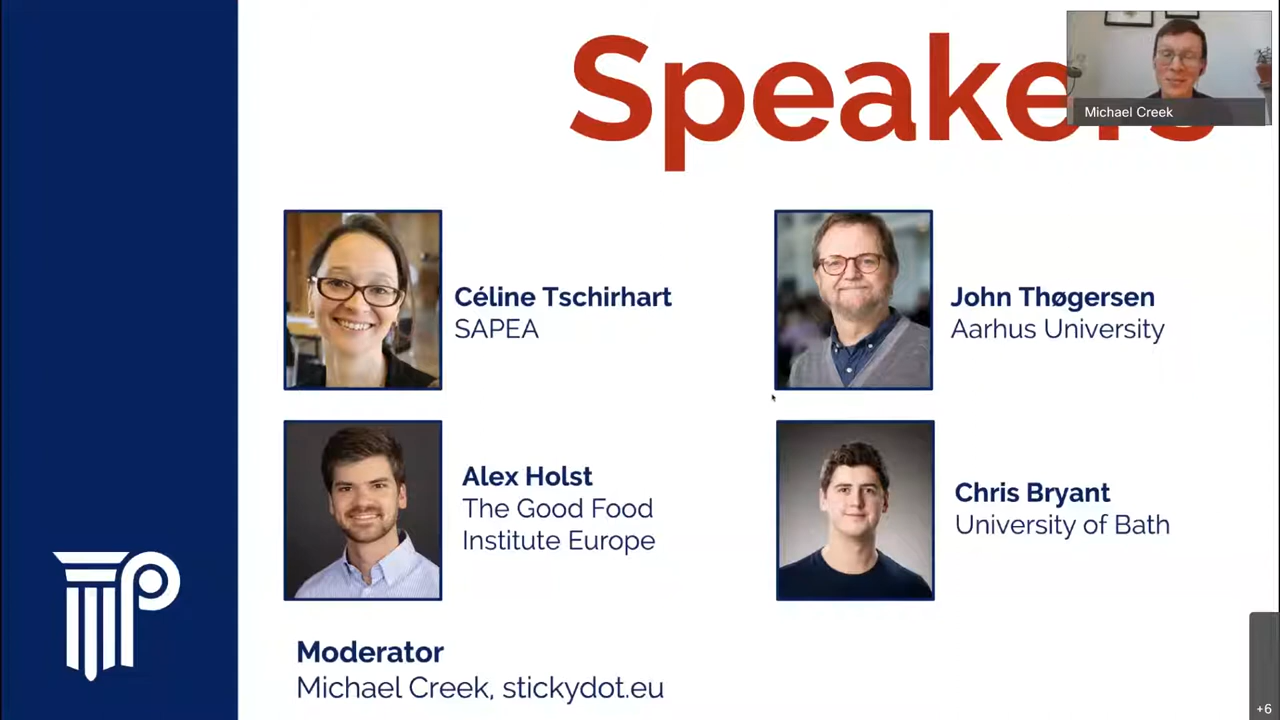 Speakers
Michael Creek
Céline Tschirhart
SAPEA
John Thøgersen
Aarhus University
Alex Holst
The Good Food
Institute Europe
Chris Bryant
University of Bath
Moderator
Michael Creek, stickydot.eu
P
+6